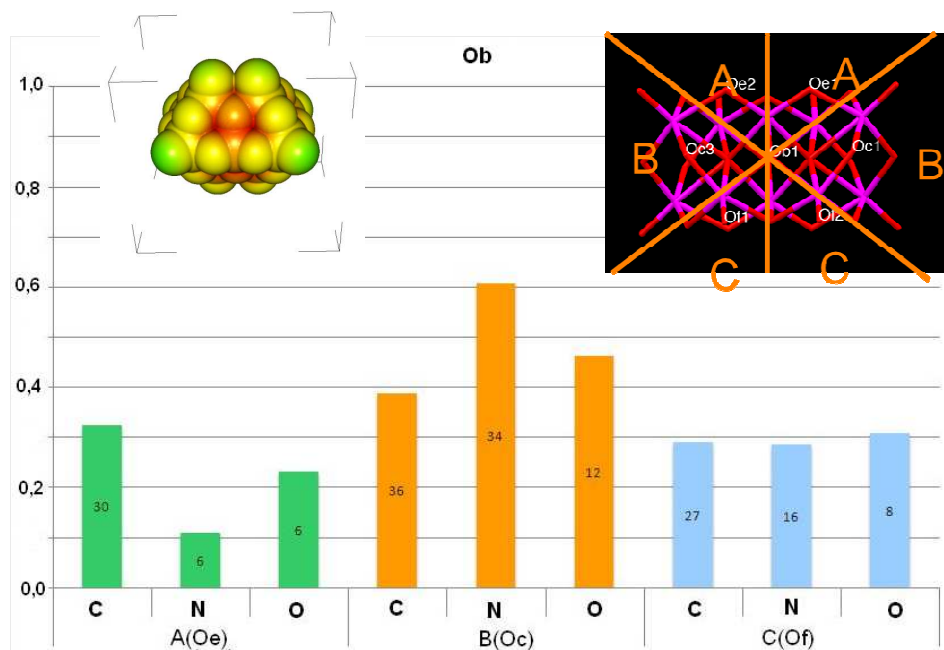 Ob
1,0
0,8
0,6
0,4
0,2
0,0
A A
Oe2 Oe1
B Oc3 Ob1 Oc1 B
Of1 Of2
C C
30 6 6 36 34 12 27 16 8
C N O C N O C N O
A(Oe) B(Oc) C(Of)